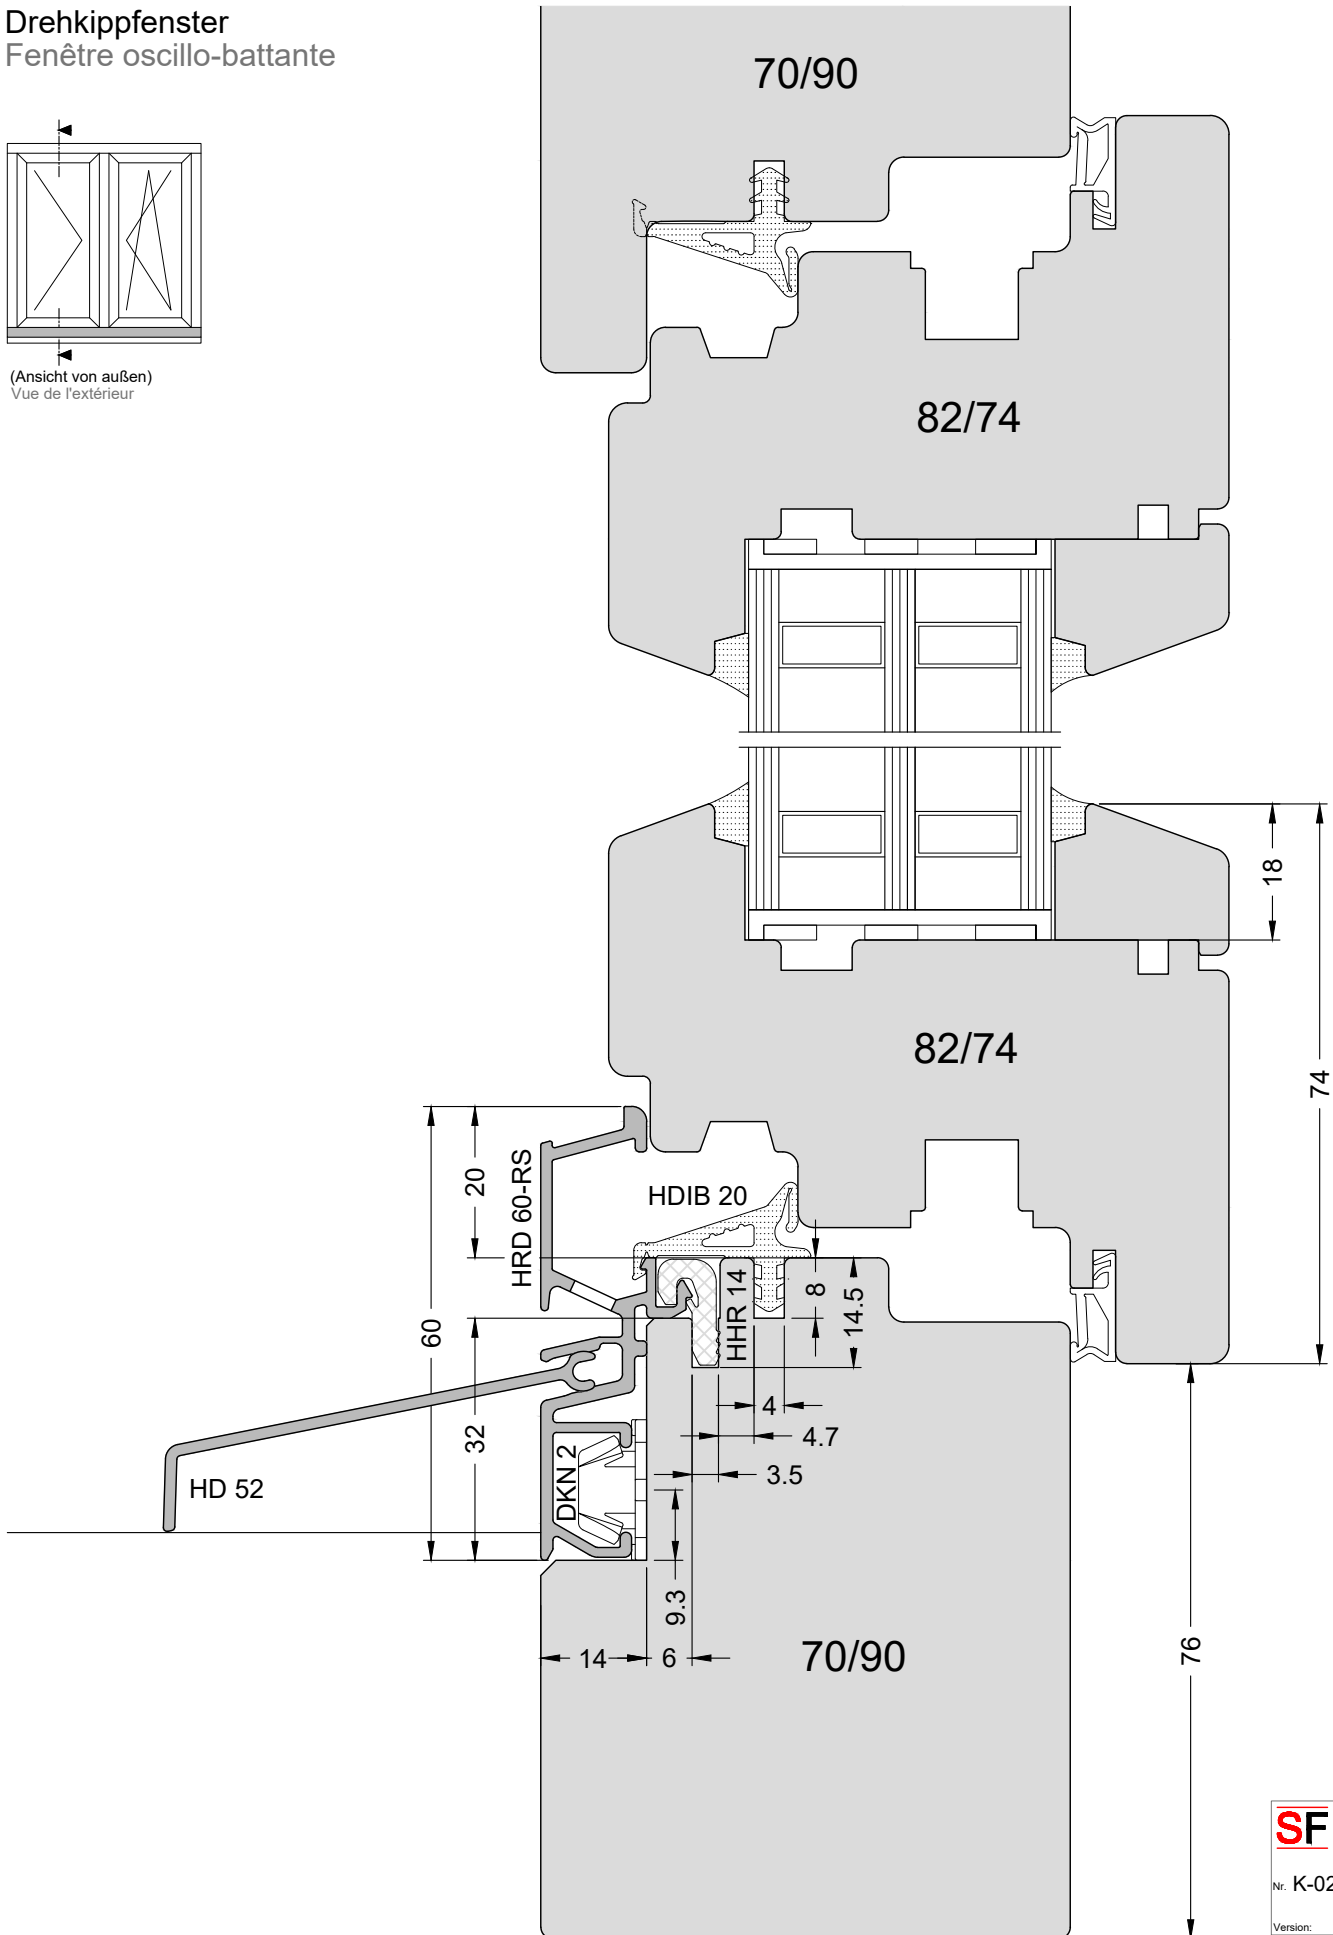 Drehkippfenster
Fenêtre oscillo-battante
(Ansicht von außen)
Vue de l'extérieur
70/90
82/74
18
74
82/74
20
HRD 60-RS
HDIB 20
60
HHR 14
8
14.5
4
4.7
3.5
32
DKN 2
HD 52
9.3
14
6
70/90
76
SF
Nr. K-02
Version: